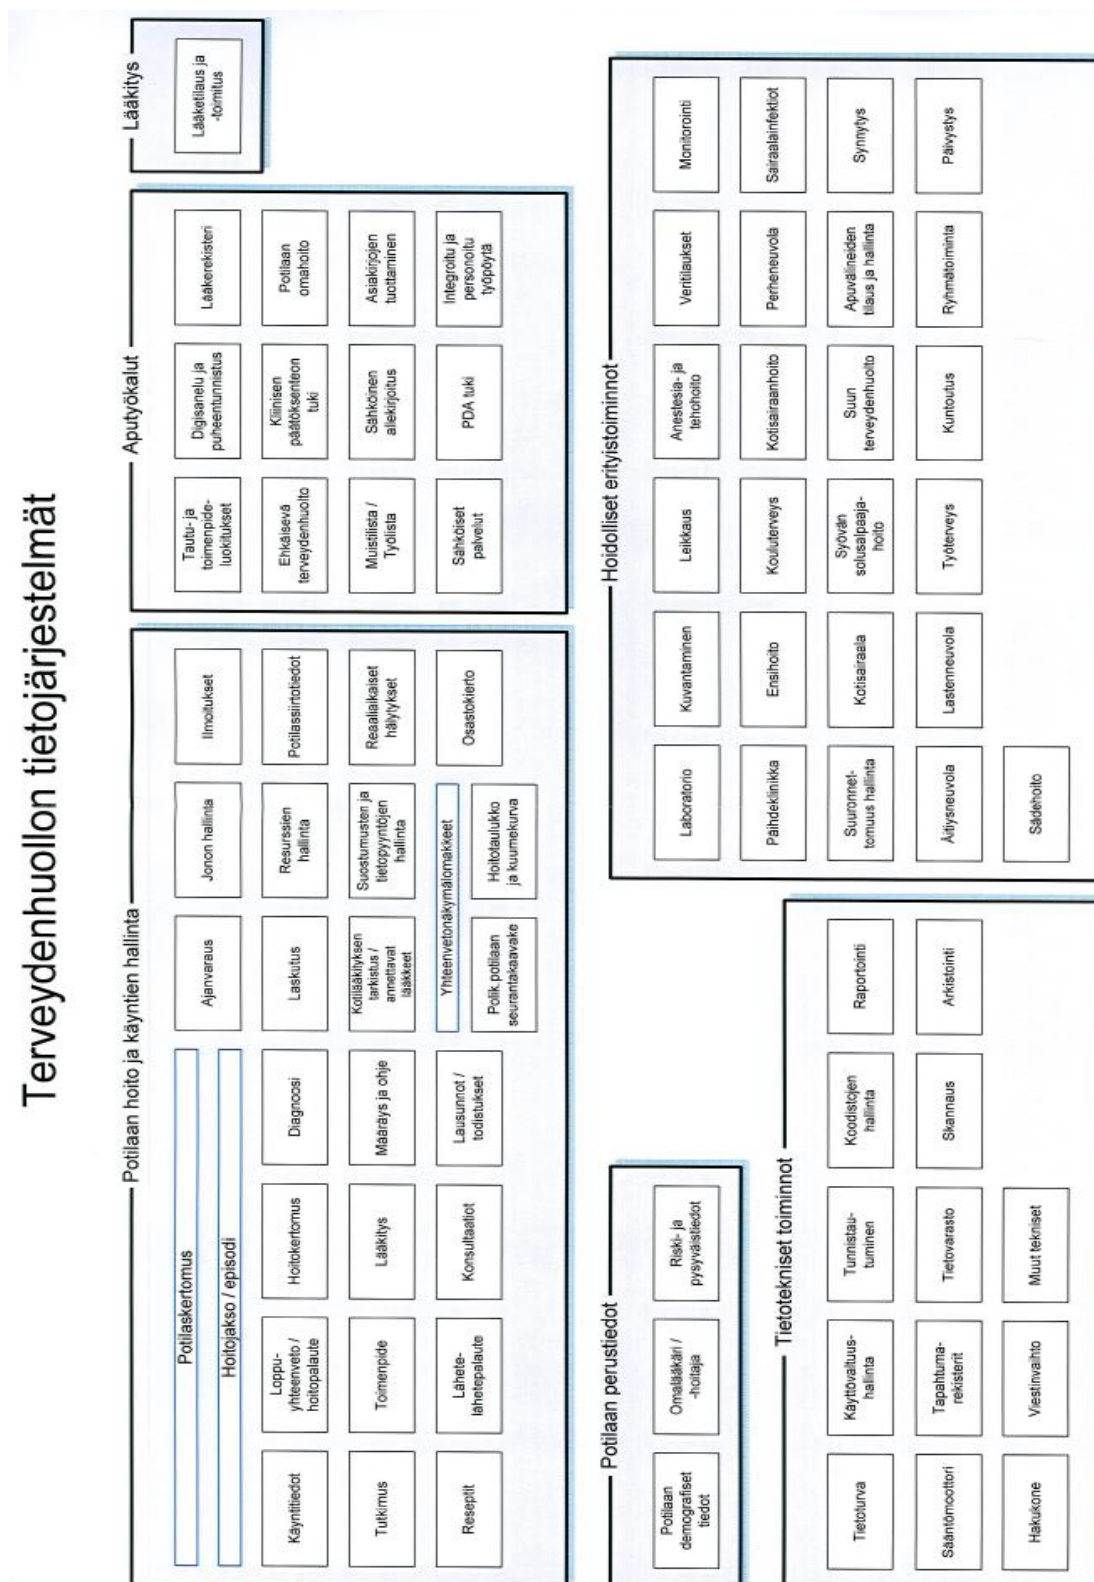 Terveydenhuollon tietojärjestelmät
Potilaan hoito ja käyntien hallinta
Potilaskertomus
Hoitojakso / episodi
Ajanvaraus
Jonon hallinta
Ilmoitukset
Käyntitiedot
Loppu-
yhteenveto /
hoitopalaute
Hoitokertomus
Diagnoosi
Laskutus
Resurssien
hallinta
Potilassiirtotiedot
Tutkimus
Toimenpide
Lääkitys
Määräys ja ohje
Kotilääkityksen
tarkistus /
annettavat
lääkkeet
Suostumusten ja
tietopyyntöjen
hallinta
Reaaliaikaiset
hälytykset
Reseptit
Lähete-
lähetepalaute
Konsultaatiot
Lausunnot /
todistukset
Yhteenvetonäkymälomakkeet
Polik.potilaan
seurantakaavake
Hoitotaulukko
ja kuumekurva
Osastokierto
Aputyökalut
Tautu- ja
toimenpide-
luokitukset
Digisanelu ja
puheentunnistus
Lääkerekisteri
Ehkäisevä
terveydenhuolto
Kliinisen
päätöksenteon
tuki
Potilaan
omahoito
Muistilista /
Työlista
Sähköinen
allekirjoitus
Asiakirjojen
tuottaminen
Sähköiset
palvelut
PDA tuki
Integroitu ja
personoitu
työpöytä
Lääkitys
Lääketilaus ja
-toimitus
Potilaan perustiedot
Potilaan
demografiset
tiedot
Omalääkäri /
-hoitaja
Riski- ja
pysyväistiedot
Tietotekniset toiminnot
Tietoturva
Käyttövaltuus-
hallinta
Tunnistau-
tuminen
Koodistojen
hallinta
Raportointi
Sääntömoottori
Tapahtuma-
rekisterit
Tietovarasto
Skannaus
Arkistointi
Hakukone
Viestinvaihto
Muut tekniset
Hoidolliset erityistoiminnot
Laboratorio
Kuvantaminen
Leikkaus
Anestesia- ja
tehohoito
Veritilaukset
Monitorointi
Päihdeklinikka
Ensihoito
Kouluterveys
Kotisairaanhoito
Perheneuvola
Sairaalainfektiot
Suuronnet-
tomuus hallinta
Kotisairaala
Syövän
solusalpaaja-
hoito
Suun
terveydenhuolto
Apuvälineiden
tilaus ja hallinta
Synnytys
Äitiysneuvola
Lastenneuvola
Työterveys
Kuntoutus
Ryhmätoiminta
Päivystys
Sädehoito